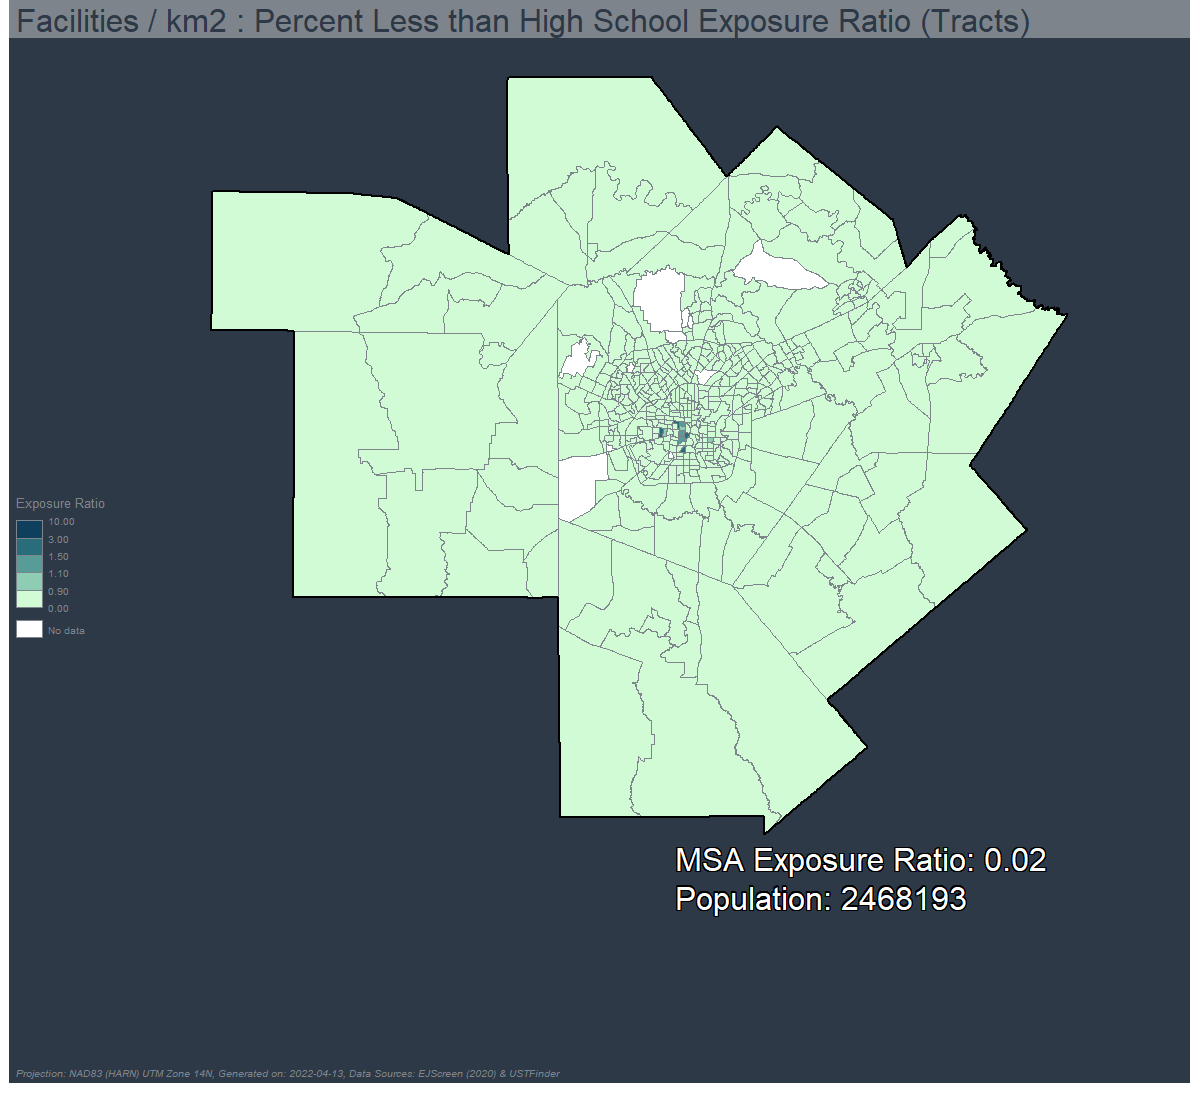 Facilities / km2 : Percent Less than High School Exposure Ratio (Tracts)
Exposure Ratio
10.00
3.00
1.50
1.10
0.90
0.00
No data
MSA Exposure Ratio: 0.02
Population: 2468193
Projection: NAD83 (HARN) UTM Zone 14N, Generated on: 2022-04-13, Data Sources: EJScreen (2020) & USTFinder